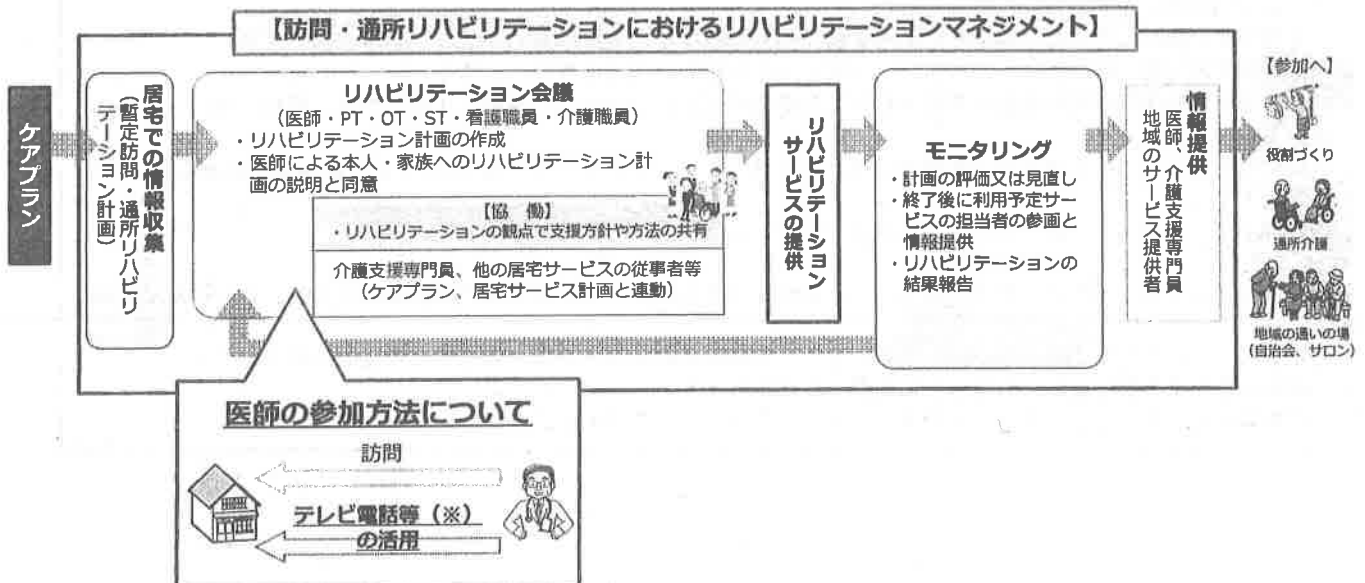 【訪問・通所リハビリテーションにおけるリハビリテーションマネジメント】
ケアプラン
居宅での情報収集
(暫定訪問・通所リハビリ
テーション計画)
リハビリテーション会議
(医師・PT・OT・ST・看護職員・介護職員)
・リハビリテーション計画の作成
・医師による本人・家族へのリハビリテーション計
画の説明と同意
【協 働】
・リハビリテーションの観点で支援方針や方法の共有
介護支援専門員、他の居宅サービスの従事者等
(ケアプラン、居宅サービス計画と連動)
リハビリテーション
サービスの提供
モニタリング
・計画の評価又は見直し
・終了後に利用予定サー
ビスの担当者の参画と
情報提供
・リハビリテーションの
結果報告
情報提供
医師、介護支援専門員
地域のサービス提供者
【参加へ】
役割づくり
通所介護
地域の通いの場
(自治会、サロン)
医師の参加方法について
訪問
テレビ電話等(※)
の活用